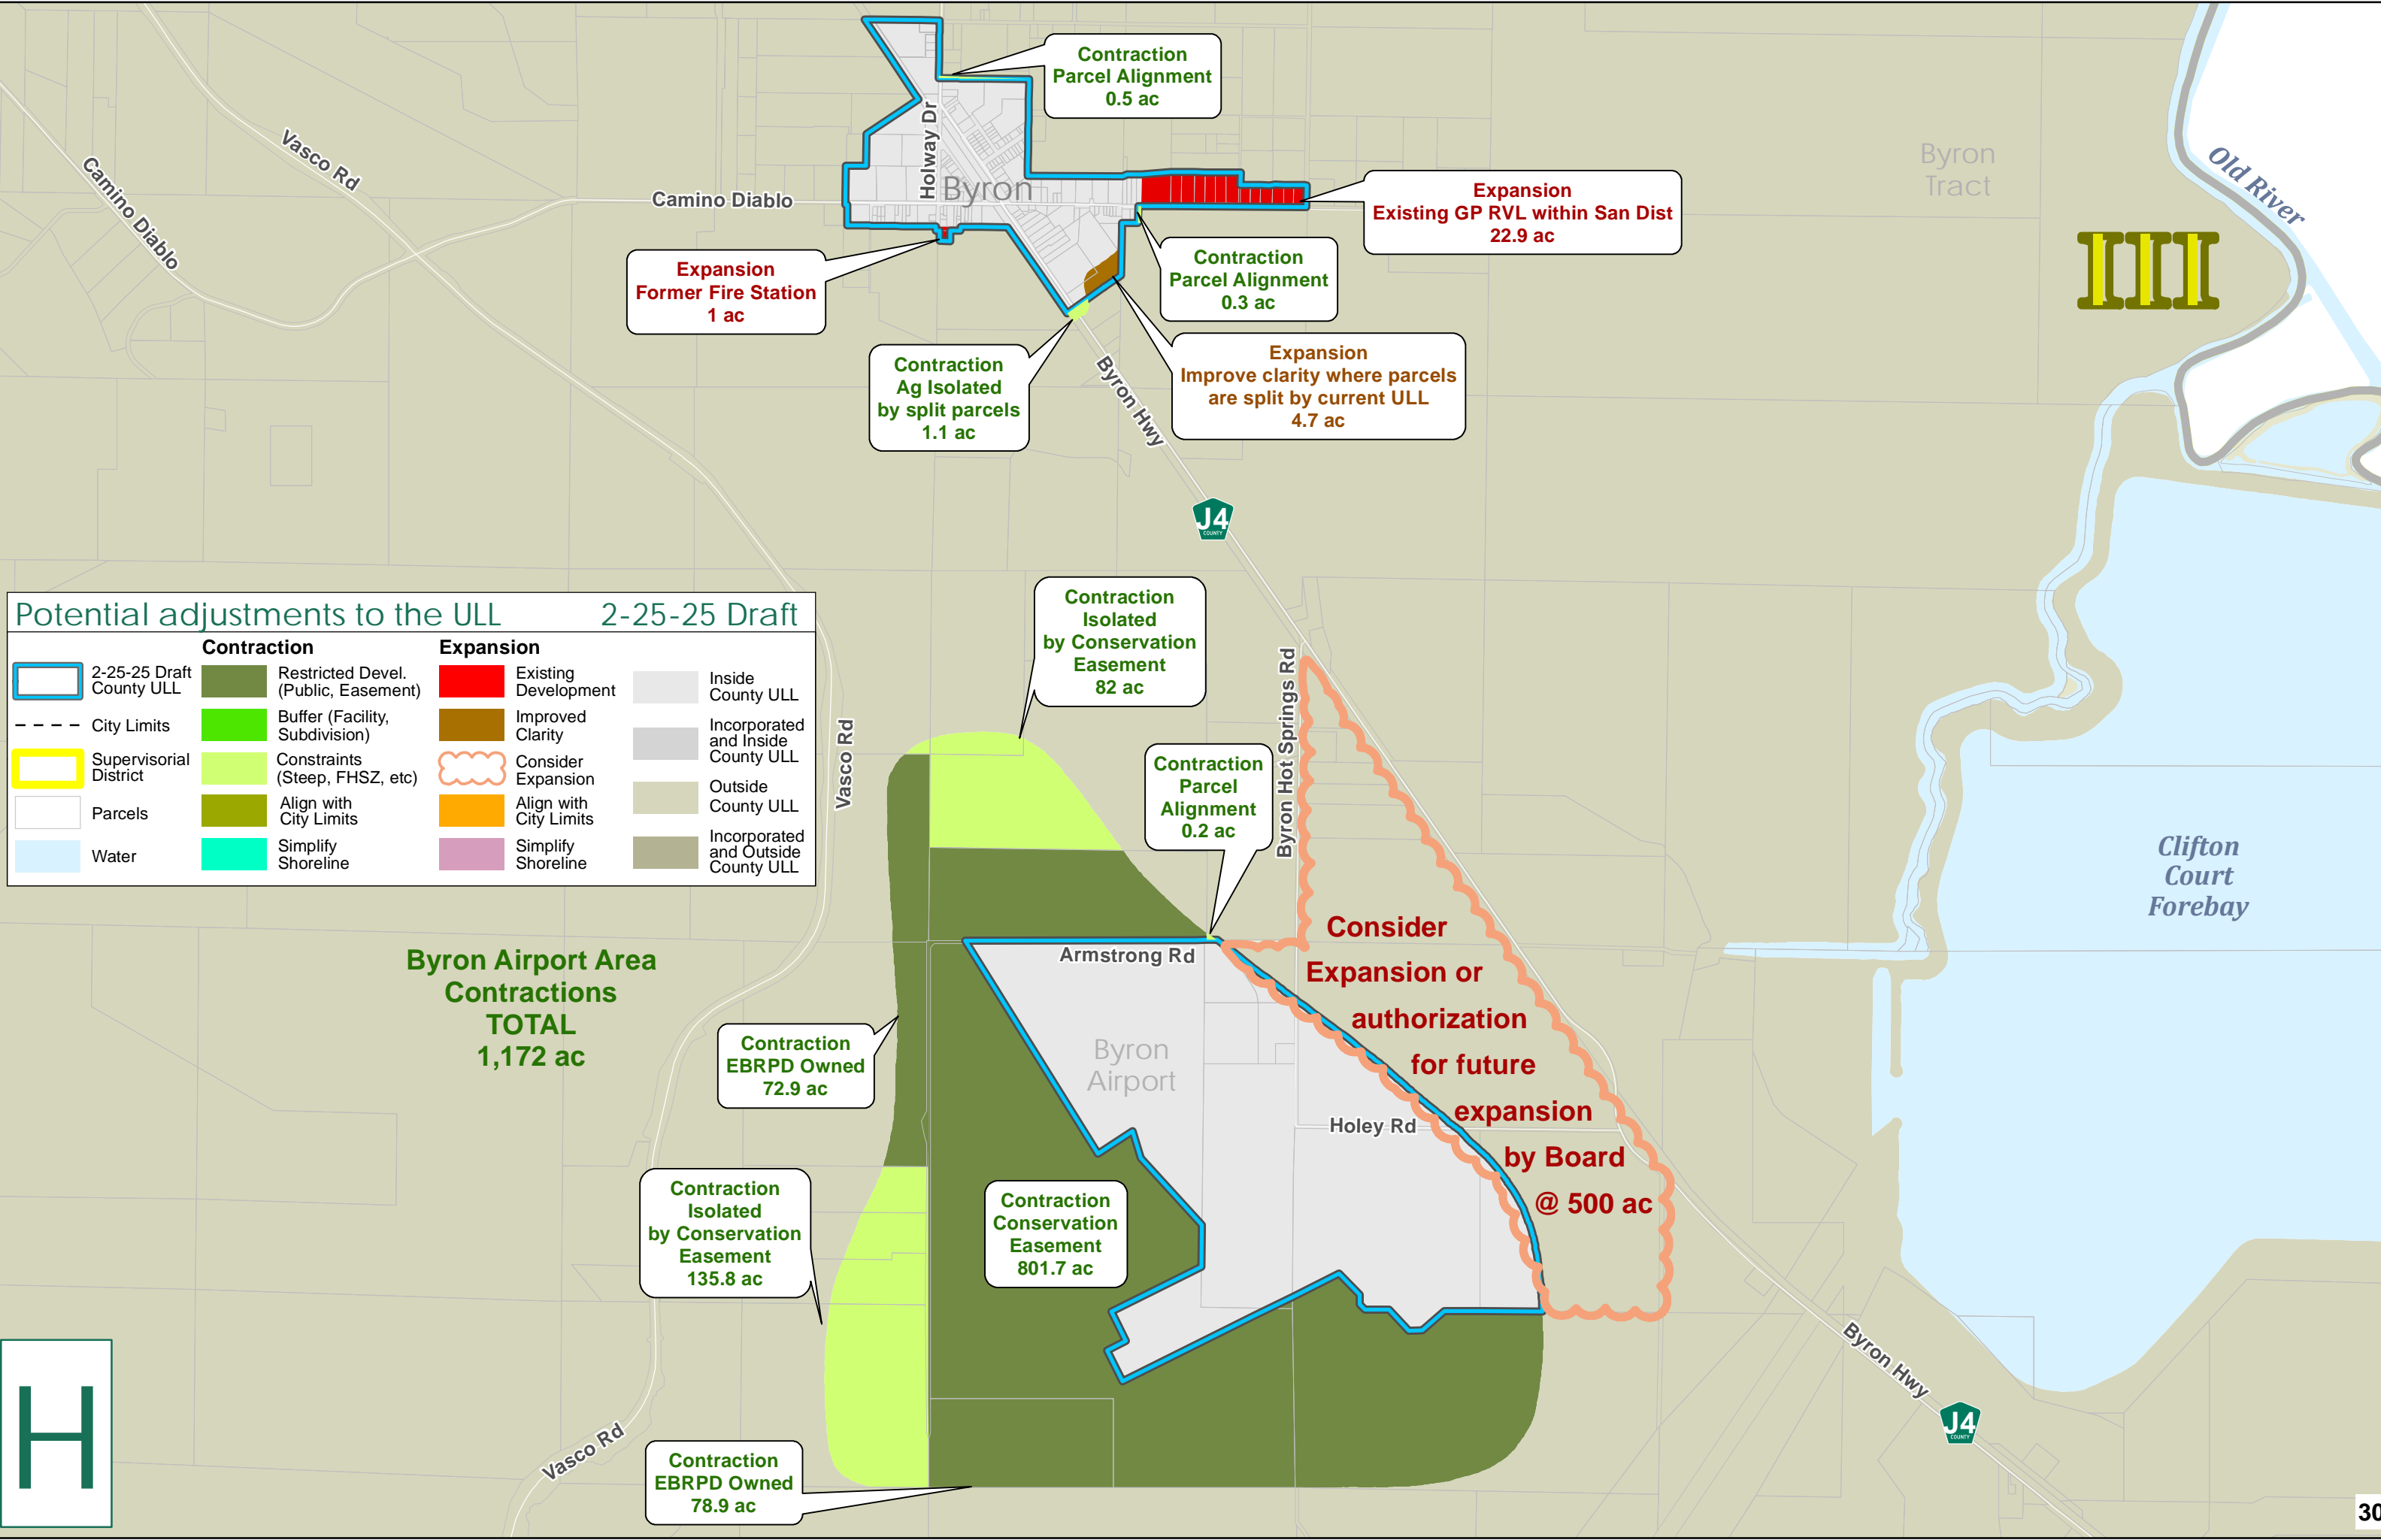 Contraction
Parcel Alignment
0.5 ac
Vasco Rd
Camino Diablo
Holway Dr
Byron
Camino Diablo
Expansion
Existing GP RVL within San Dist
22.9 ac
Byron
Tract
Old River
III
Expansion
Former Fire Station
1 ac
Contraction
Parcel Alignment
0.3 ac
Contraction
Ag Isolated
by split parcels
1.1 ac
Expansion
Improve clarity where parcels
are split by current ULL
4.7 ac
Byron Hwy
J4
COUNTY
Potential adjustments to the ULL 2-25-25 Draft
2-25-25 Draft
County ULL
City Limits
Supervisorial
District
Parcels
Water
Contraction
Restricted Devel.
(Public, Easement)
Buffer (Facility,
Subdivision)
Constraints
(Steep, FHSZ, etc)
Align with
City Limits
Simplify
Shoreline
Expansion
Existing
Development
Improved
Clarity
Consider
Expansion
Align with
City Limits
Simplify
Shoreline
Inside
County ULL
Incorporated
and Inside
County ULL
Outside
County ULL
Incorporated
and Outside
County ULL
Contraction
Isolated
by Conservation
Easement
82 ac
Vasco Rd
Contraction
Parcel
Alignment
0.2 ac
Byron Hot Springs Rd
Clifton
Court
Forebay
Armstrong Rd
Consider
Expansion or
authorization
for future
expansion
by Board
@ 500 ac
Byron Airport Area
Contractions
TOTAL
1,172 ac
Contraction
EBRPD Owned
72.9 ac
Byron
Airport
Holey Rd
Contraction
Isolated
by Conservation
Easement
135.8 ac
Contraction
Conservation
Easement
801.7 ac
Byron Hwy
J4
COUNTY
H
Vasco Rd
Contraction
EBRPD Owned
78.9 ac
30